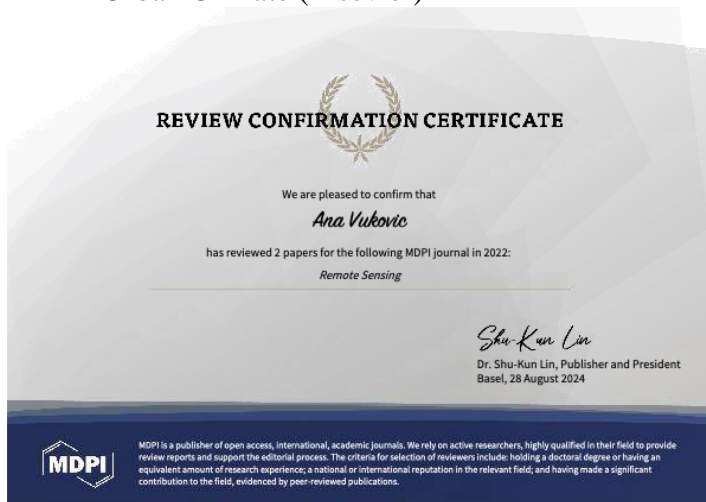 REVIEW CONFIRMATION CERTIFICATE
We are pleased to confirm that
Ana Vukovic
has reviewed 2 papers for the following MDPI journal in 2022:
Remote Sensing
Shu-Kun Lin
Dr. Shu-Kun Lin, Publisher and President
Basel, 28 August 2024
MDPI
MDPI is a publisher of open access, international, academic journals. We rely on active researchers, highly qualified in their field to provide
review reports and support the editorial process. The criteria for selection of reviewers include: holding a doctoral degree or having an
equivalent amount of research experience; a national or international reputation in the relevant field; and having made a significant
contribution to the field, evidenced by peer-reviewed publications.